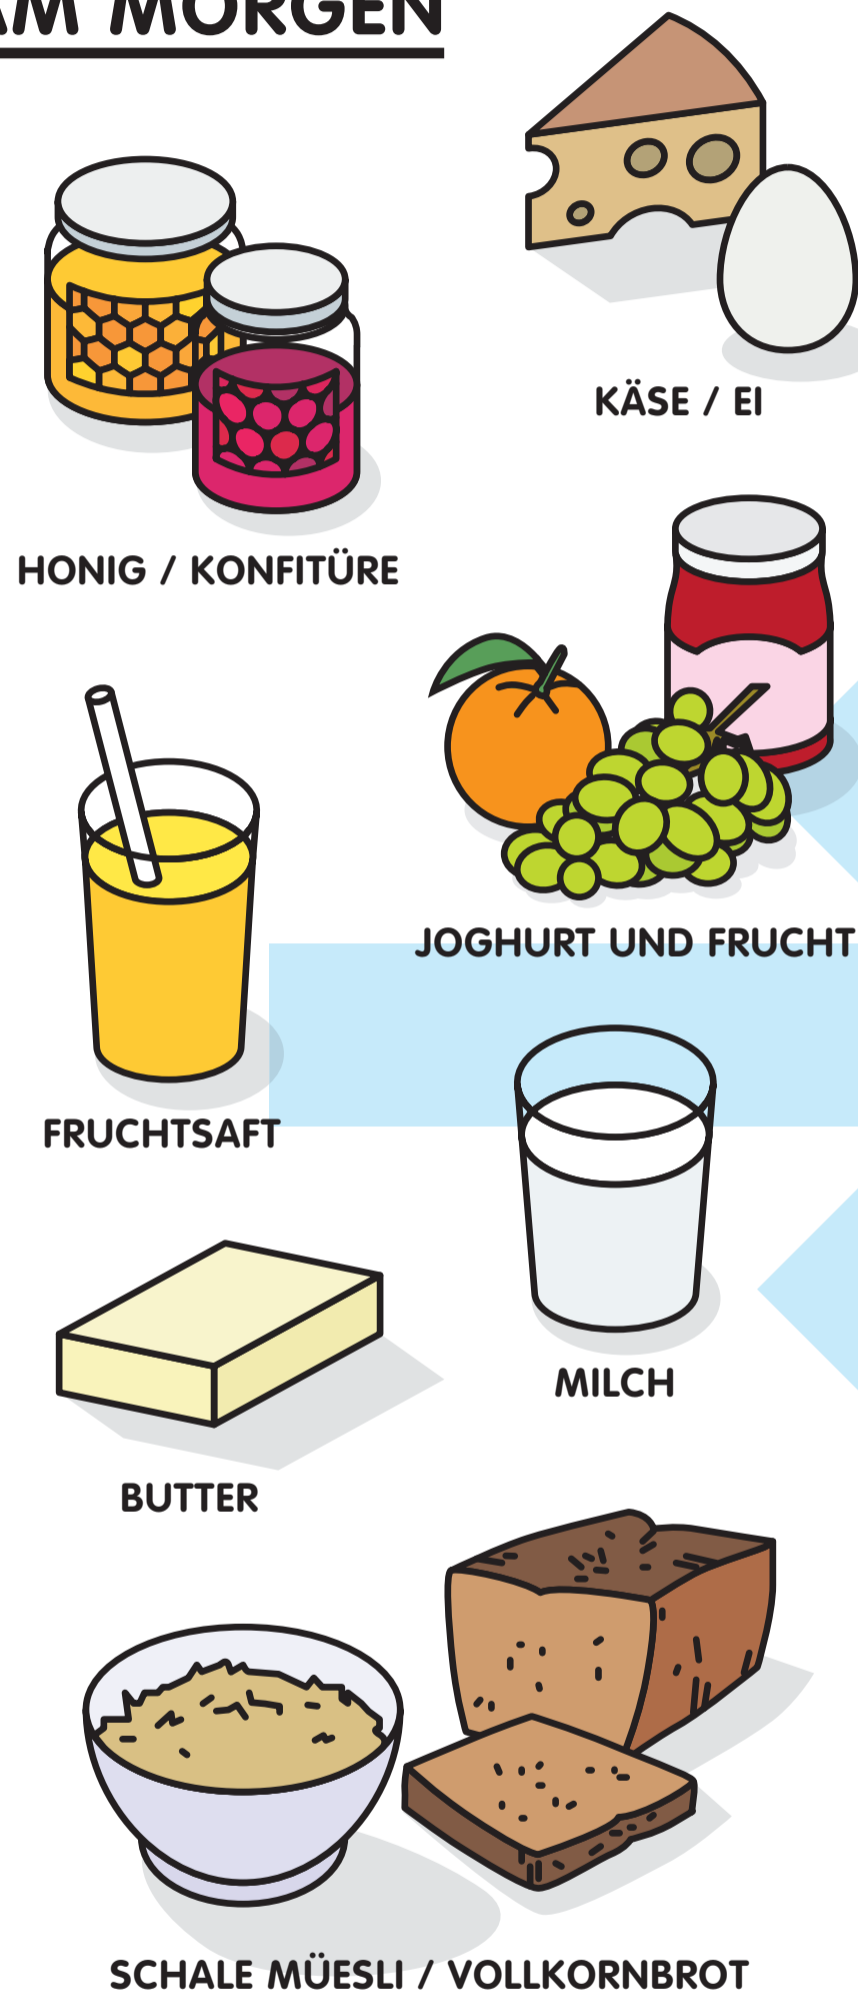 AM MORGEN
KÄSE / EI
HONIG / KONFITÜRE
JOGHURT UND FRUCHT
FRUCHTSAFT
MILCH
BUTTER
SCHALE MÜESLI / VOLLKORNBROT